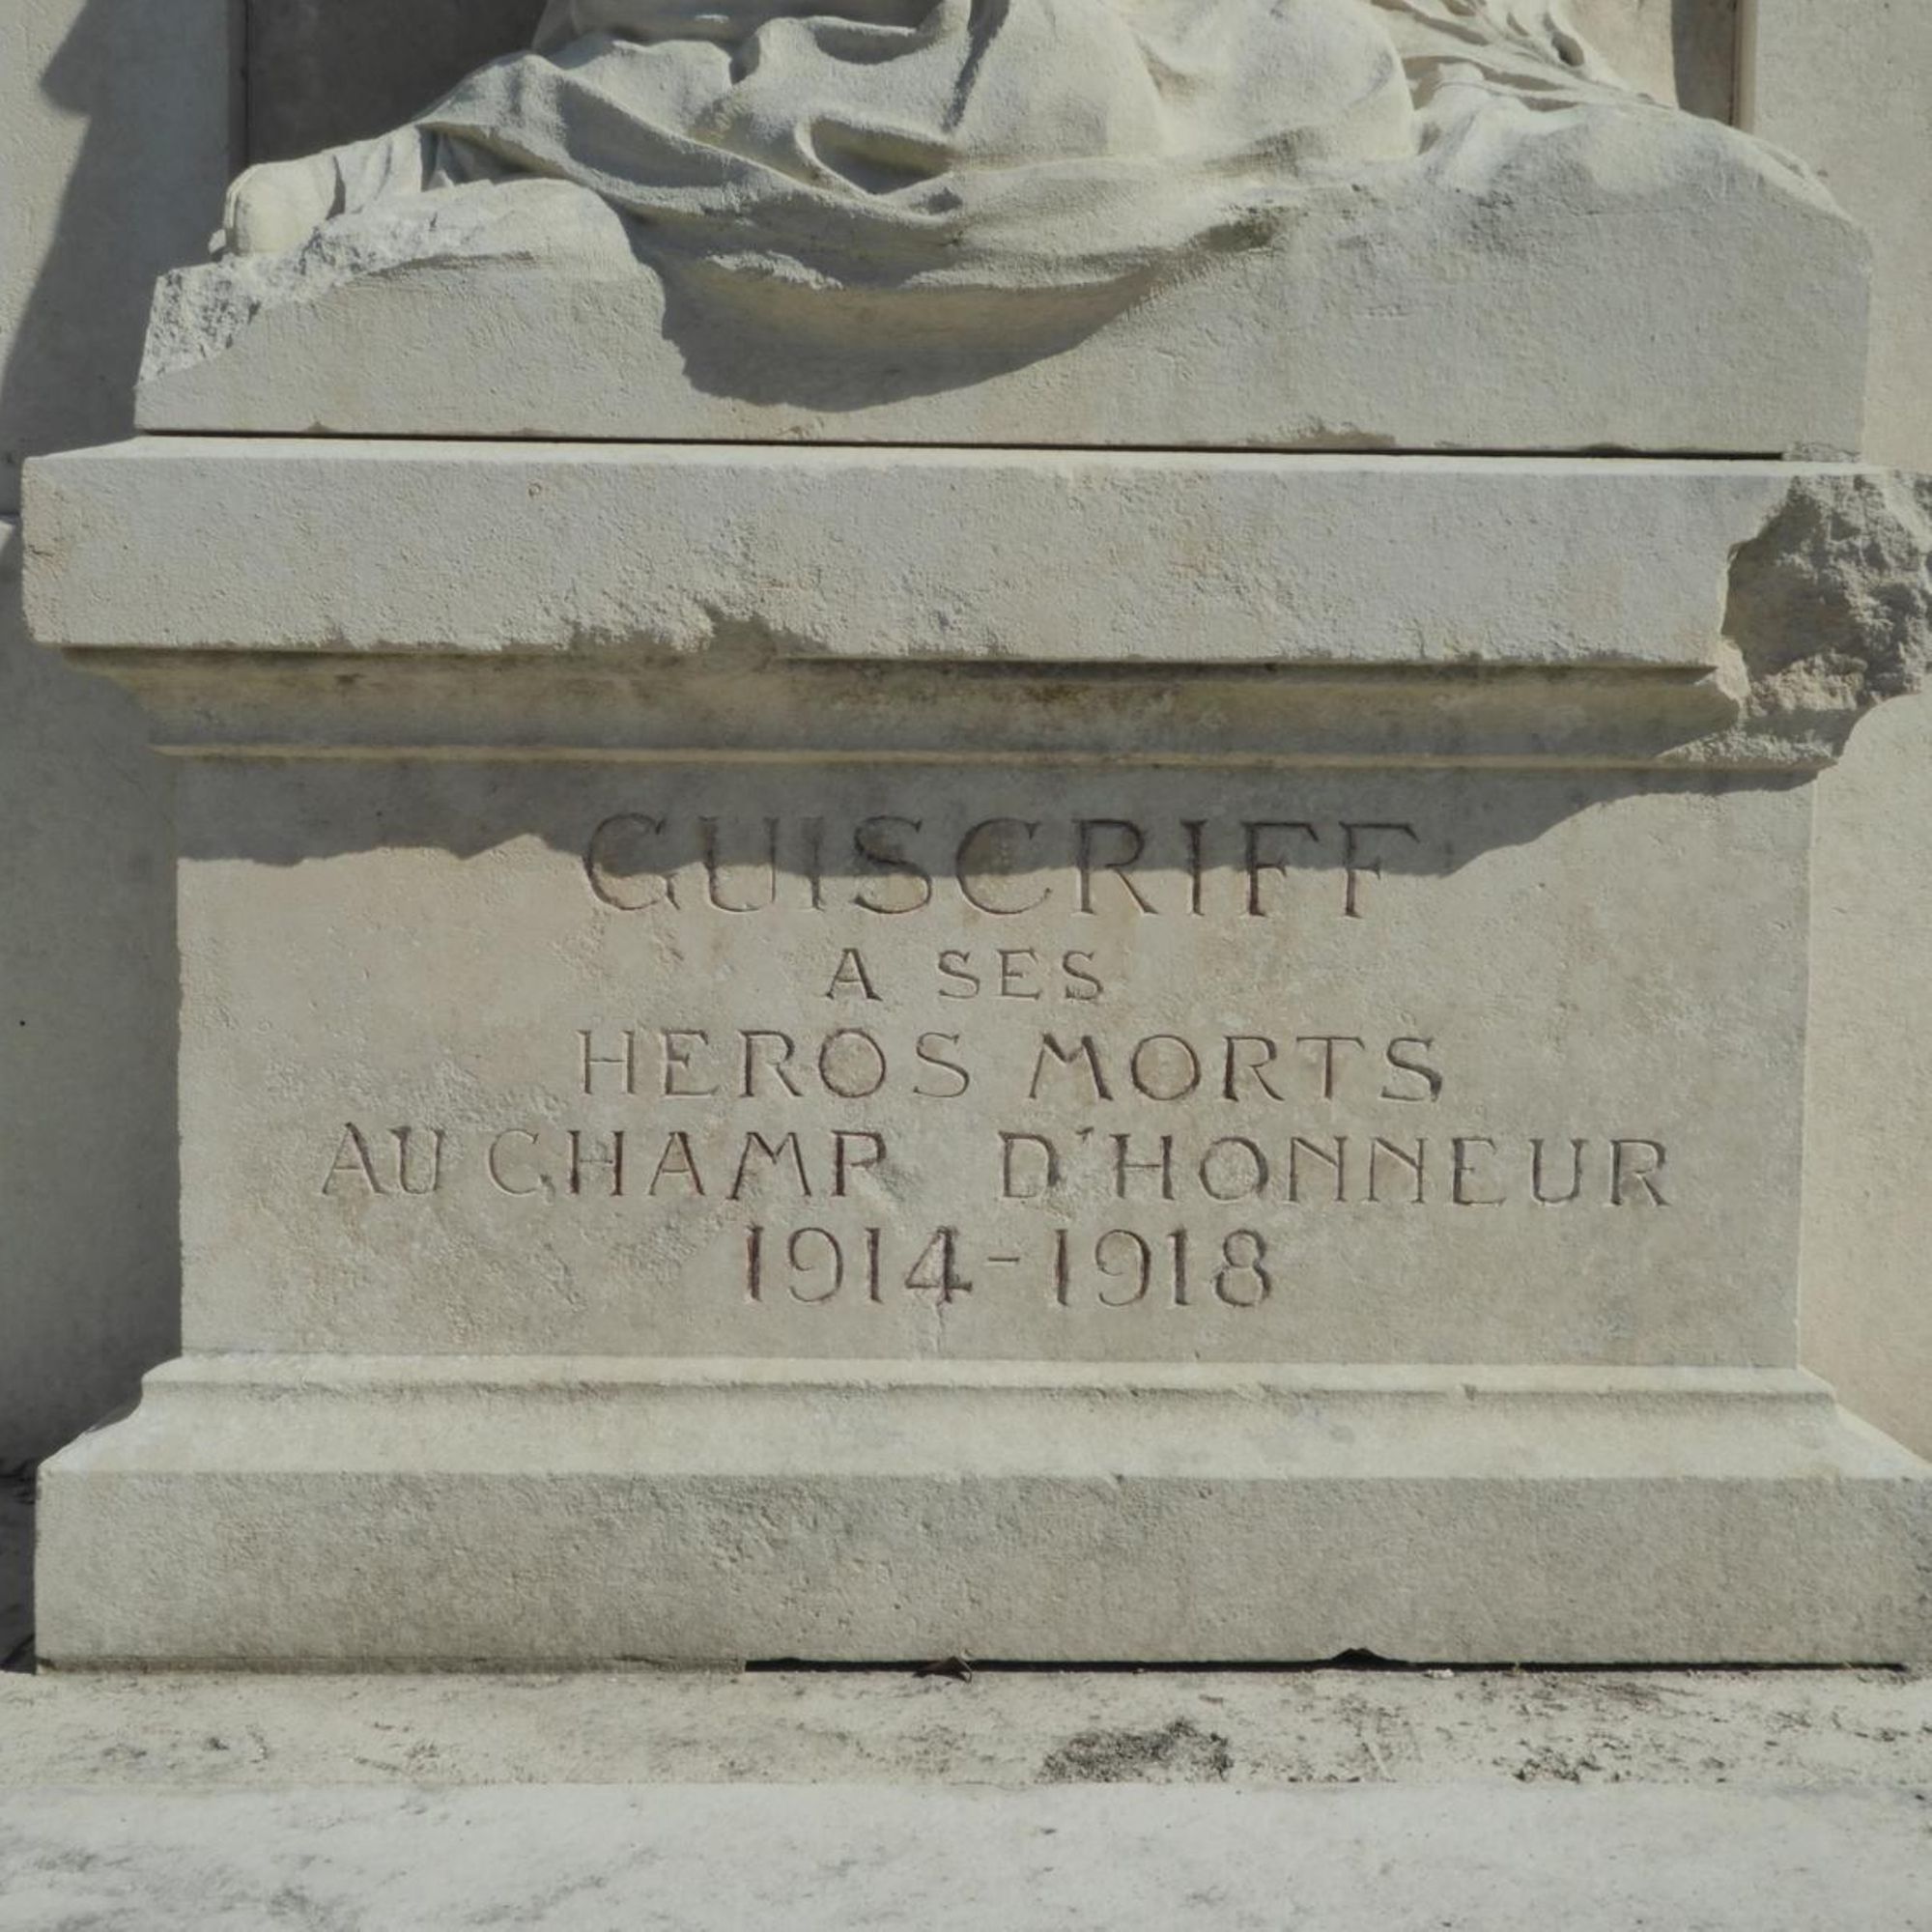 GUISCRIFF
A SES
HEROS MORTS
AU CHAMP D'HONNEUR
1914-1918